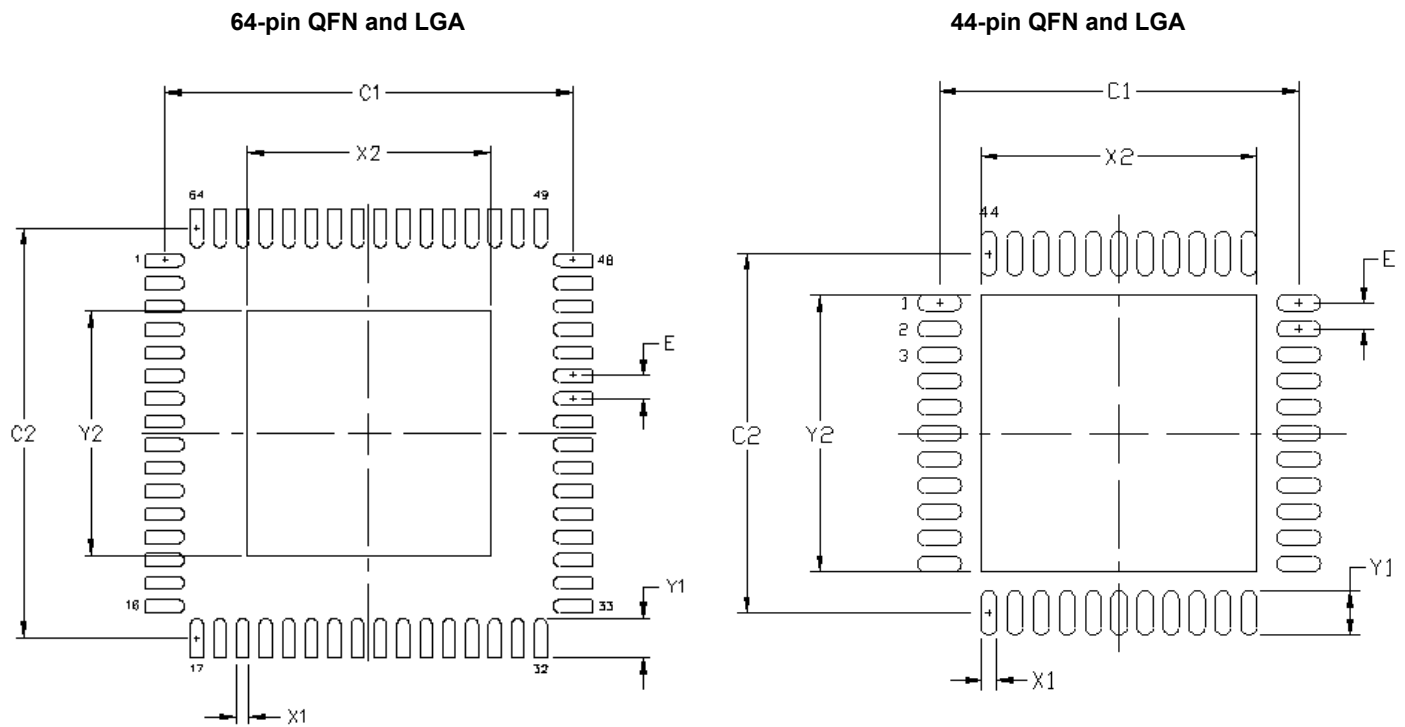 64-pin QFN and LGA
C1
X2
64
49
1
48
E
C2
Y2
16
33
Y1
17
32
X1
44-pin QFN and LGA
C1
X2
44
E
1
2
3
C2
Y2
Y1
X1